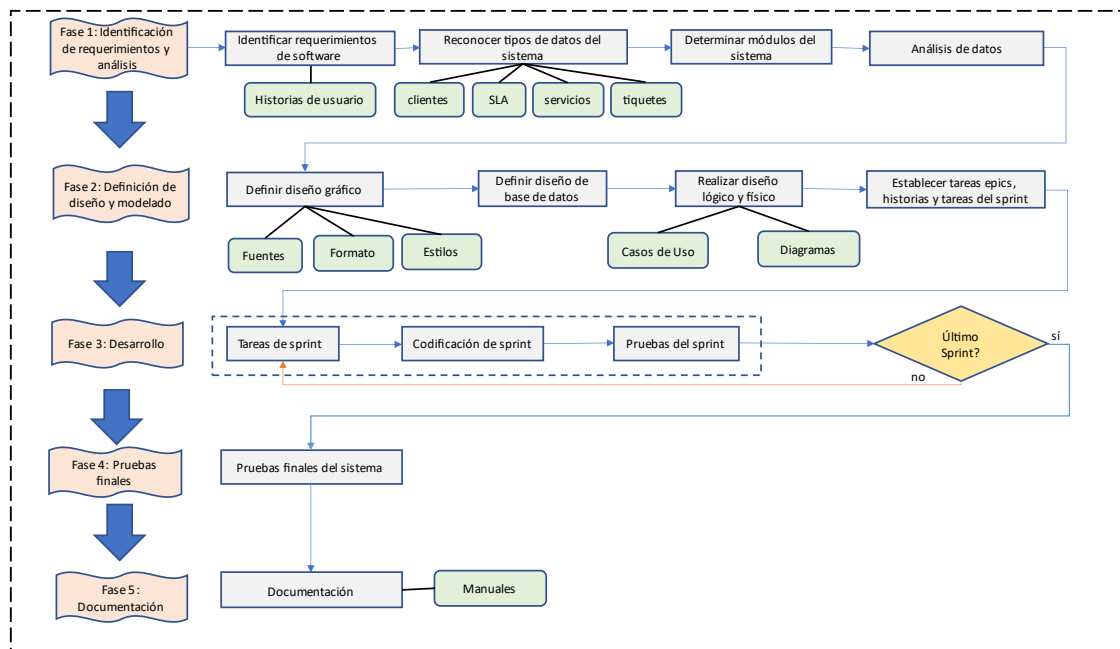 Fase 1: Identificación
de requerimientos y
análisis
Identificar requerimientos
de software
Reconocer tipos de datos del
sistema
Determinar módulos del
sistema
Análisis de datos
Historias de usuario
clientes
SLA
servicios
tiquetes
Fase 2: Definición de
diseño y modelado
Definir diseño gráfico
Definir diseño de
base de datos
Realizar diseño
lógico y físico
Establecer tareas epics,
historias y tareas del sprint
Fuentes
Formato
Estilos
Casos de Uso
Diagramas
Fase 3: Desarrollo
Tareas de sprint
Codificación de sprint
Pruebas del sprint
Último
Sprint?
sí
no
Fase 4: Pruebas
finales
Pruebas finales del sistema
Fase 5:
Documentación
Documentación
Manuales